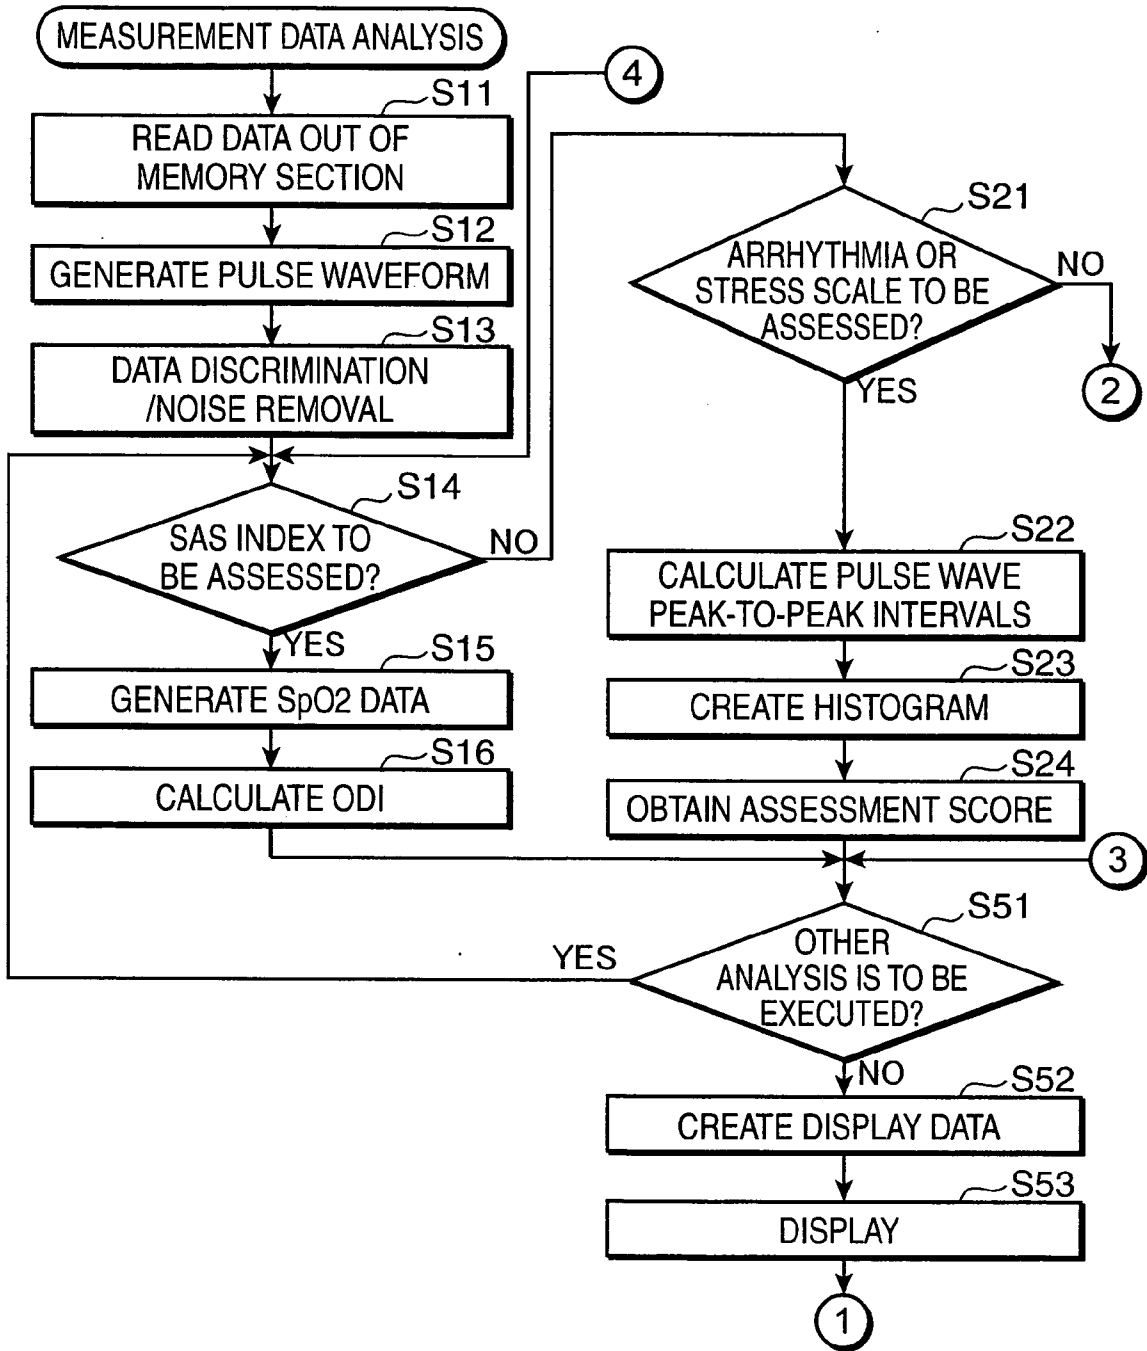 MEASUREMENT DATA ANALYSIS
4
S11
READ DATA OUT OF
MEMORY SECTION
S12
GENERATE PULSE WAVEFORM
S13
DATA DISCRIMINATION
/NOISE REMOVAL
S14
SAS INDEX TO
BE ASSESSED?
NO
YES
S15
GENERATE SpO2 DATA
S16
CALCULATE ODI
S21
ARRHYTHMIA OR
STRESS SCALE TO BE
ASSESSED?
NO
2
YES
S22
CALCULATE PULSE WAVE
PEAK-TO-PEAK INTERVALS
S23
CREATE HISTOGRAM
S24
OBTAIN ASSESSMENT SCORE
3
S51
OTHER
ANALYSIS IS TO BE
EXECUTED?
YES
NO
S52
CREATE DISPLAY DATA
S53
DISPLAY
1